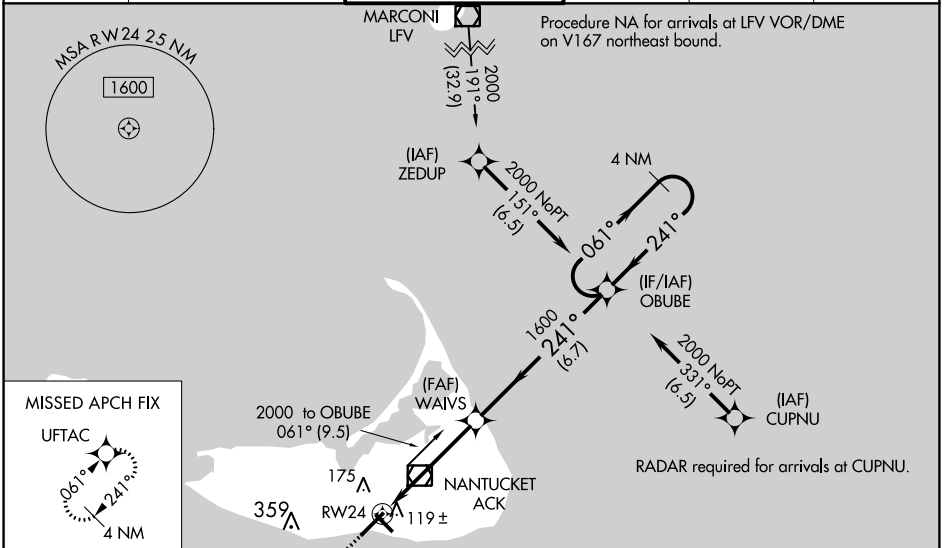 MSA RW24 25 NM
1600
MARCONI
LFV
Procedure NA for arrivals at LFV VOR/DME
on V167 northeast bound.
2000
191°
(32.9)
(IAF)
ZEDUP
2000 NoPT
151°
(6.5)
4 NM
061°
241°
(IF/IAF)
OBUBE
1600
241°
(6.7)
2000 NoPT
331°
(6.5)
(IAF)
CUPNU
RADAR required for arrivals at CUPNU.
(FAF)
WAIVS
2000 to OBUBE
061° (9.5)
175
NANTUCKET
ACK
359
RW24
119 ±
MISSED APCH FIX
UFTAC
061°
241°
4 NM